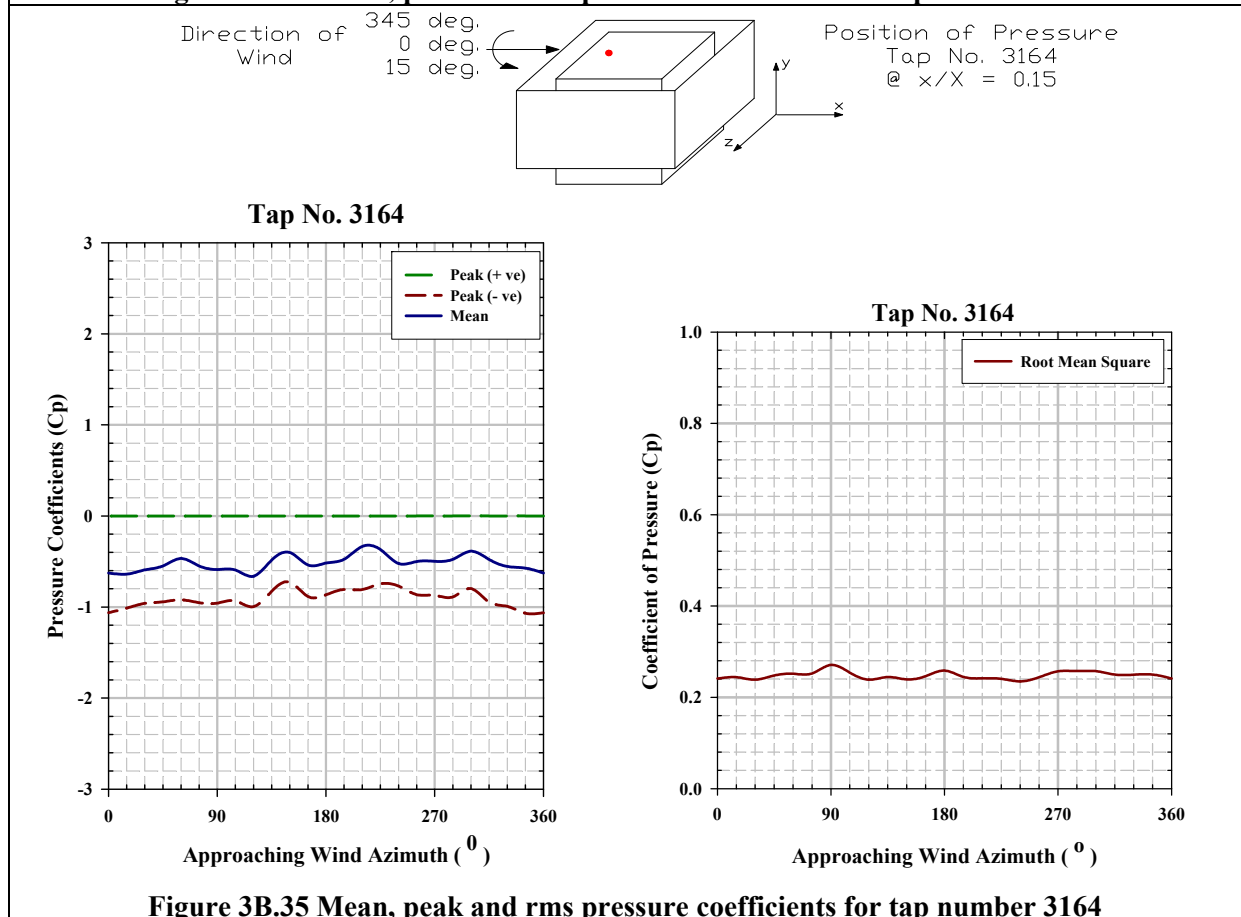 345 deg.
Direction of
0 deg.
Wind
15 deg.
Position of Pressure
Tap No. 3164
@ x/X = 0.15
y
x
z
Tap No. 3164
3
2
1
0
-1
-2
-3
Peak (+ ve)
Peak (- ve)
Mean
Pressure Coefficients (Cp)
0 90 180 270 360
Approaching Wind Azimuth ( 0 )
Tap No. 3164
1.0
0.8
0.6
0.4
0.2
0.0
Root Mean Square
Coefficient of Pressure (Cp)
0 90 180 270 360
Approaching Wind Azimuth ( o )
Figure 3B.35 Mean, peak and rms pressure coefficients for tap number 3164